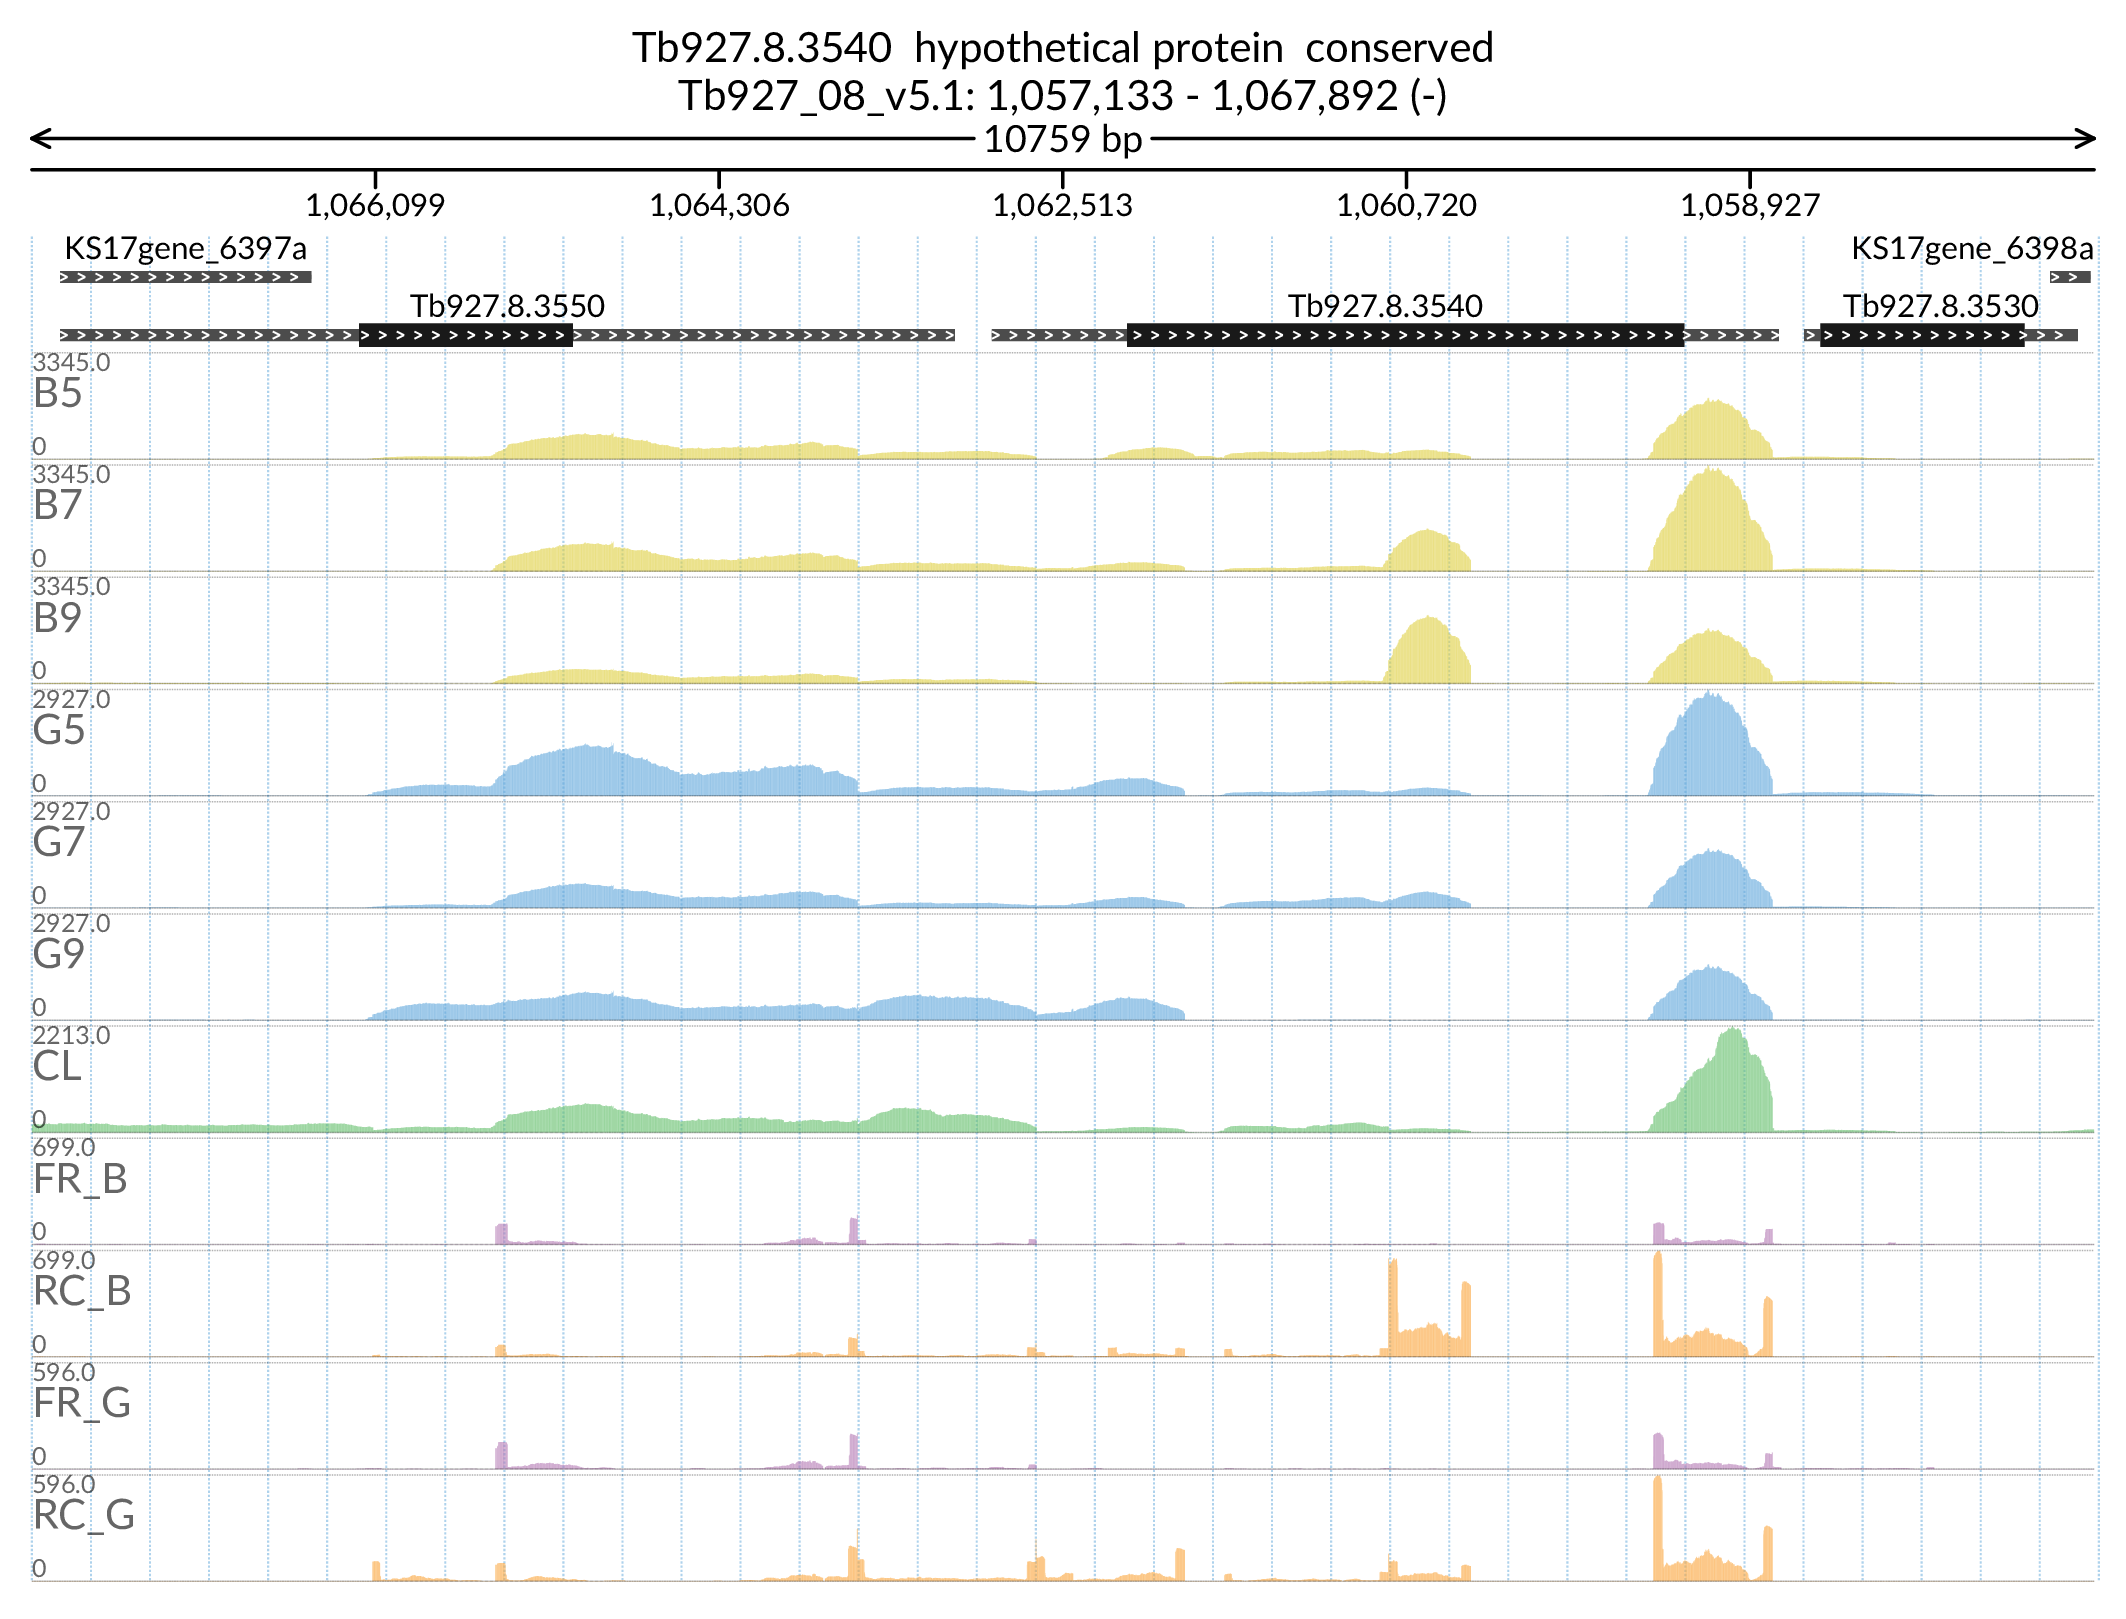 Tb927.8.3540  hypothetical protein  conserved
Tb927_08_v5.1: 1,057,133 - 1,067,892 (-)
10759 bp
1,066,099 1,064,306 1,062,513 1,060,720 1,058,927
KS17gene_6397a KS17gene_6398a
Tb927.8.3550 Tb927.8.3540 Tb927.8.3530
3345.0
B5
0
3345.0
B7
0
3345.0
B9
0
2927.0
G5
0
2927.0
G7
0
2927.0
G9
0
2213.0
CL
0
699.0
FR_B
0
699.0
RC_B
0
596.0
FR_G
0
596.0
RC_G
0